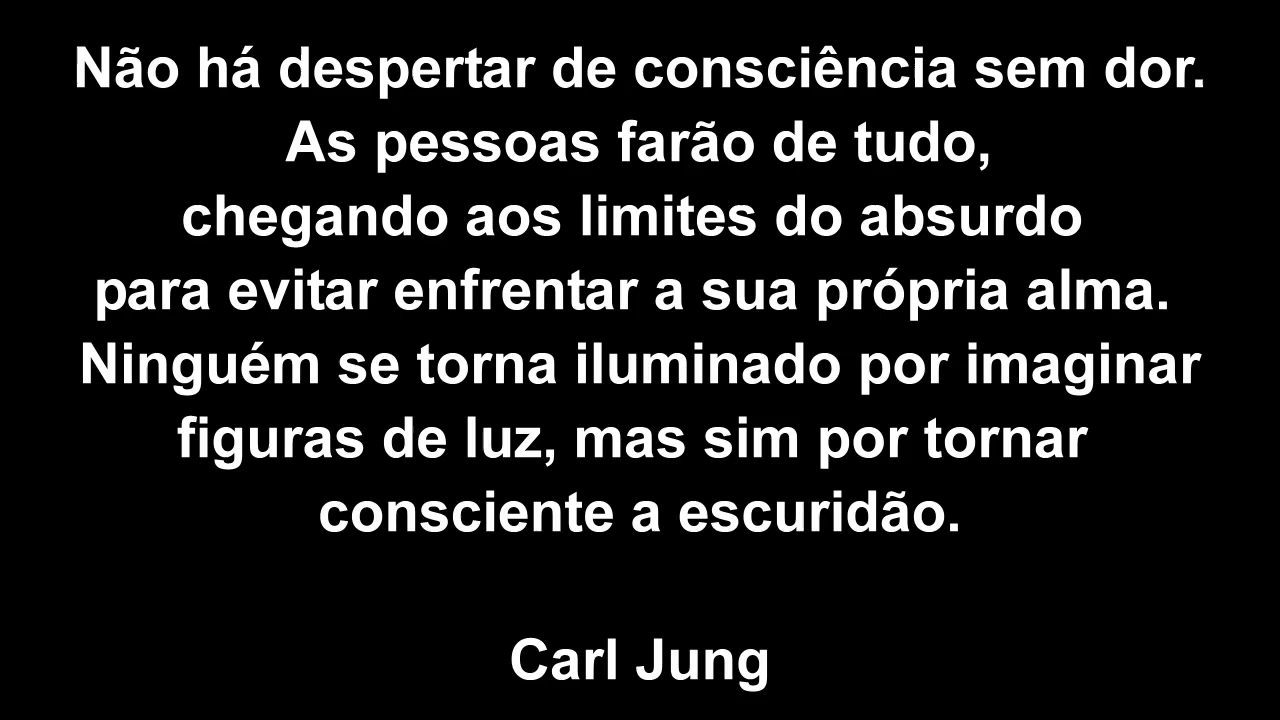 Não há despertar de consciência sem dor.
As pessoas farão de tudo,
chegando aos limites do absurdo
para evitar enfrentar a sua própria alma.
Ninguém se torna iluminado por imaginar
figuras de luz, mas sim por tornar
consciente a escuridão.
Carl Jung